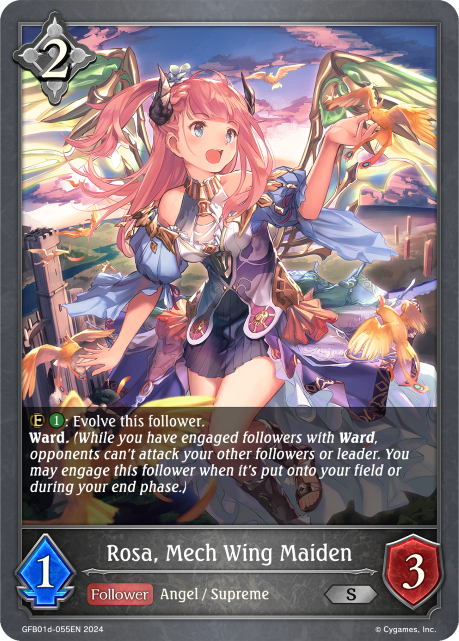 2
E 1: Evolve this follower.
Ward. (While you have engaged followers with Ward,
opponents can't attack your other followers or leader. You
may engage this follower when it's put onto your field or
during your end phase.)
Rosa, Mech Wing Maiden
1
Follower Angel / Supreme
S
3
GFB01d-055EN 2024
© Cygames, Inc.